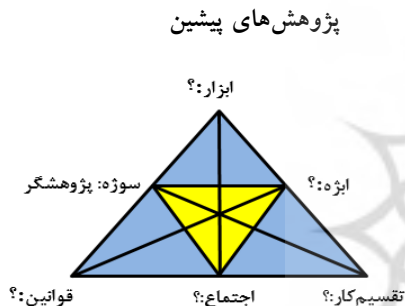 پژوهش‌های پیشین
ابزار:؟
ابژه:؟
سوژه: پژوهشگر
تقسیم‌کار:؟
اجتماع:؟
قوانین:؟